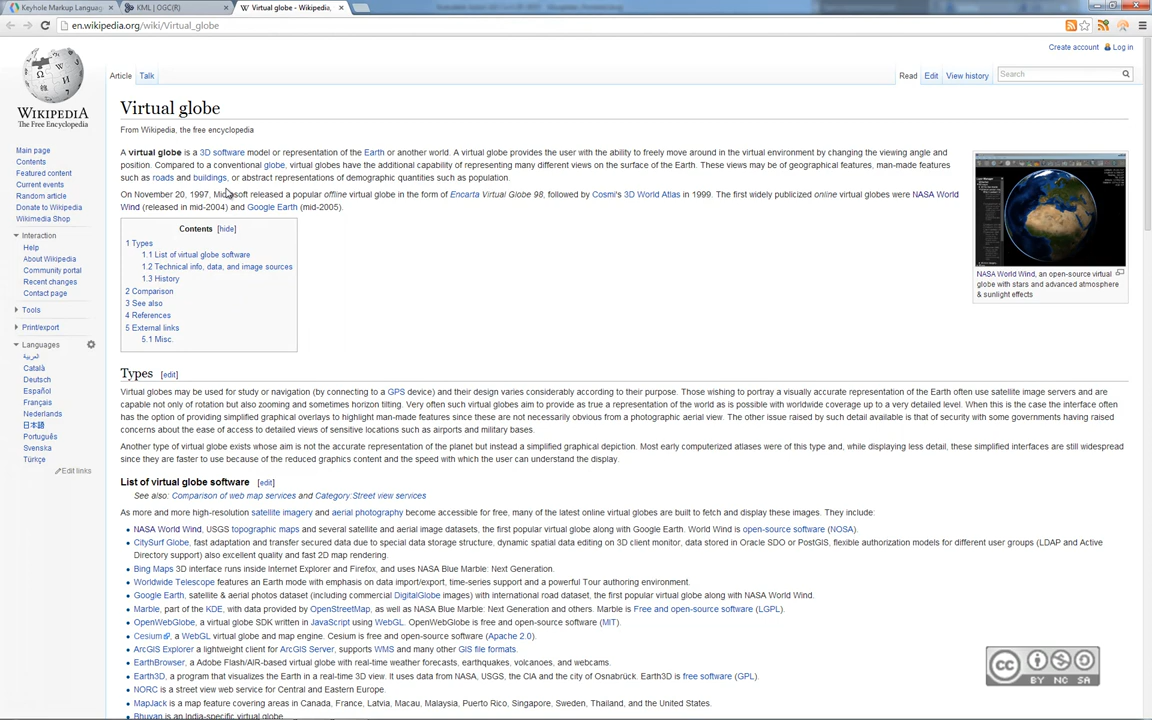 Keyhole Markup Langua
KML | OGC(R)
Virtual globe - Wikipedia,
en.wikipedia.org/wiki/Virtual_globe
Create account Log in
Article Talk
Read Edit View history Search
WIKIPEDIA
The Free Encyclopedia
Main page
Contents
Featured content
Current events
Random article
Donate to Wikipedia
Wikimedia Shop
Interaction
Help
About Wikipedia
Community portal
Recent changes
Contact page
Tools
Print/export
Languages
العربية
Català
Deutsch
Español
Français
Nederlands
日本語
Português
Svenska
Türkçe
Edit links
Virtual globe
From Wikipedia, the free encyclopedia
A virtual globe is a 3D software model or representation of the Earth or another world. A virtual globe provides the user with the ability to freely move around in the virtual environment by changing the viewing angle and
position. Compared to a conventional globe, virtual globes have the additional capability of representing many different views on the surface of the Earth. These views may be of geographical features, man-made features
such as roads and buildings, or abstract representations of demographic quantities such as population.
On November 20, 1997, Microsoft released a popular offline virtual globe in the form of Encarta Virtual Globe 98, followed by Cosmi's 3D World Atlas in 1999. The first widely publicized online virtual globes were NASA World
Wind (released in mid-2004) and Google Earth (mid-2005).
NASA World Wind, an open-source virtual
globe with stars and advanced atmosphere
& sunlight effects
Contents [hide]
1 Types
1.1 List of virtual globe software
1.2 Technical info, data, and image sources
1.3 History
2 Comparison
3 See also
4 References
5 External links
5.1 Misc.
Types [edit]
Virtual globes may be used for study or navigation (by connecting to a GPS device) and their design varies considerably according to their purpose. Those wishing to portray a visually accurate representation of the Earth often use satellite image servers and are
capable not only of rotation but also zooming and sometimes horizon tilting. Very often such virtual globes aim to provide as true a representation of the world as is possible with worldwide coverage up to a very detailed level. When this is the case the interface often
has the option of providing simplified graphical overlays to highlight man-made features since these are not necessarily obvious from a photographic aerial view. The other issue raised by such detail available is that of security with some governments having raised
concerns about the ease of access to detailed views of sensitive locations such as airports and military bases.
Another type of virtual globe exists whose aim is not the accurate representation of the planet but instead a simplified graphical depiction. Most early computerized atlases were of this type and, while displaying less detail, these simplified interfaces are still widespread
since they are faster to use because of the reduced graphics content and the speed with which the user can understand the display.
List of virtual globe software [edit]
See also: Comparison of web map services and Category:Street view services
As more and more high-resolution satellite imagery and aerial photography become accessible for free, many of the latest online virtual globes are built to fetch and display these images. They include:
NASA World Wind, USGS topographic maps and several satellite and aerial image datasets, the first popular virtual globe along with Google Earth. World Wind is open-source software (NOSA).
CitySurf Globe, fast adaptation and transfer secured data due to special data storage structure, dynamic spatial data editing on 3D client monitor, data stored in Oracle SDO or PostGIS, flexible authorization models for different user groups (LDAP and Active
Directory support) also excellent quality and fast 2D map rendering.
Bing Maps 3D interface runs inside Internet Explorer and Firefox, and uses NASA Blue Marble: Next Generation.
Worldwide Telescope features an Earth mode with emphasis on data import/export, time-series support and a powerful Tour authoring environment.
Google Earth, satellite & aerial photos dataset (including commercial DigitalGlobe images) with international road dataset, the first popular virtual globe along with NASA World Wind.
Marble, part of the KDE, with data provided by OpenStreetMap, as well as NASA Blue Marble: Next Generation and others. Marble is Free and open-source software (LGPL).
OpenWebGlobe, a virtual globe SDK written in JavaScript using WebGL. OpenWebGlobe is free and open-source software (MIT).
Cesium, a WebGL virtual globe and map engine. Cesium is free and open-source software (Apache 2.0).
ArcGIS Explorer a lightweight client for ArcGIS Server, supports WMS and many other GIS file formats.
EarthBrowser, a Adobe Flash/AIR-based virtual globe with real-time weather forecasts, earthquakes, volcanoes, and webcams.
Earth3D, a program that visualizes the Earth in a real-time 3D view. It uses data from NASA, USGS, the CIA and the city of Osnabrück. Earth3D is free software (GPL).
NORC is a street view web service for Central and Eastern Europe.
MapJack is a map feature covering areas in Canada, France, Latvia, Macau, Malaysia, Puerto Rico, Singapore, Sweden, Thailand, and the United States.
Bhuvan is an India-specific virtual globe.
cc
BY NC SA